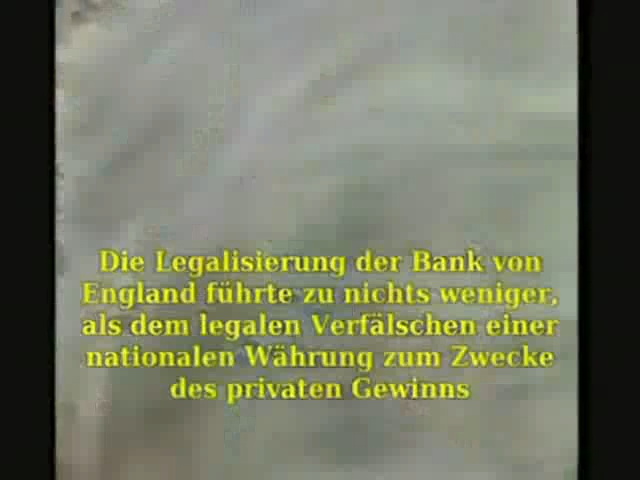 Die Legalisierung der Bank von
England führte zu nichts weniger,
als dem legalen Verfälschen einer
nationalen Währung zum Zwecke
des privaten Gewinns